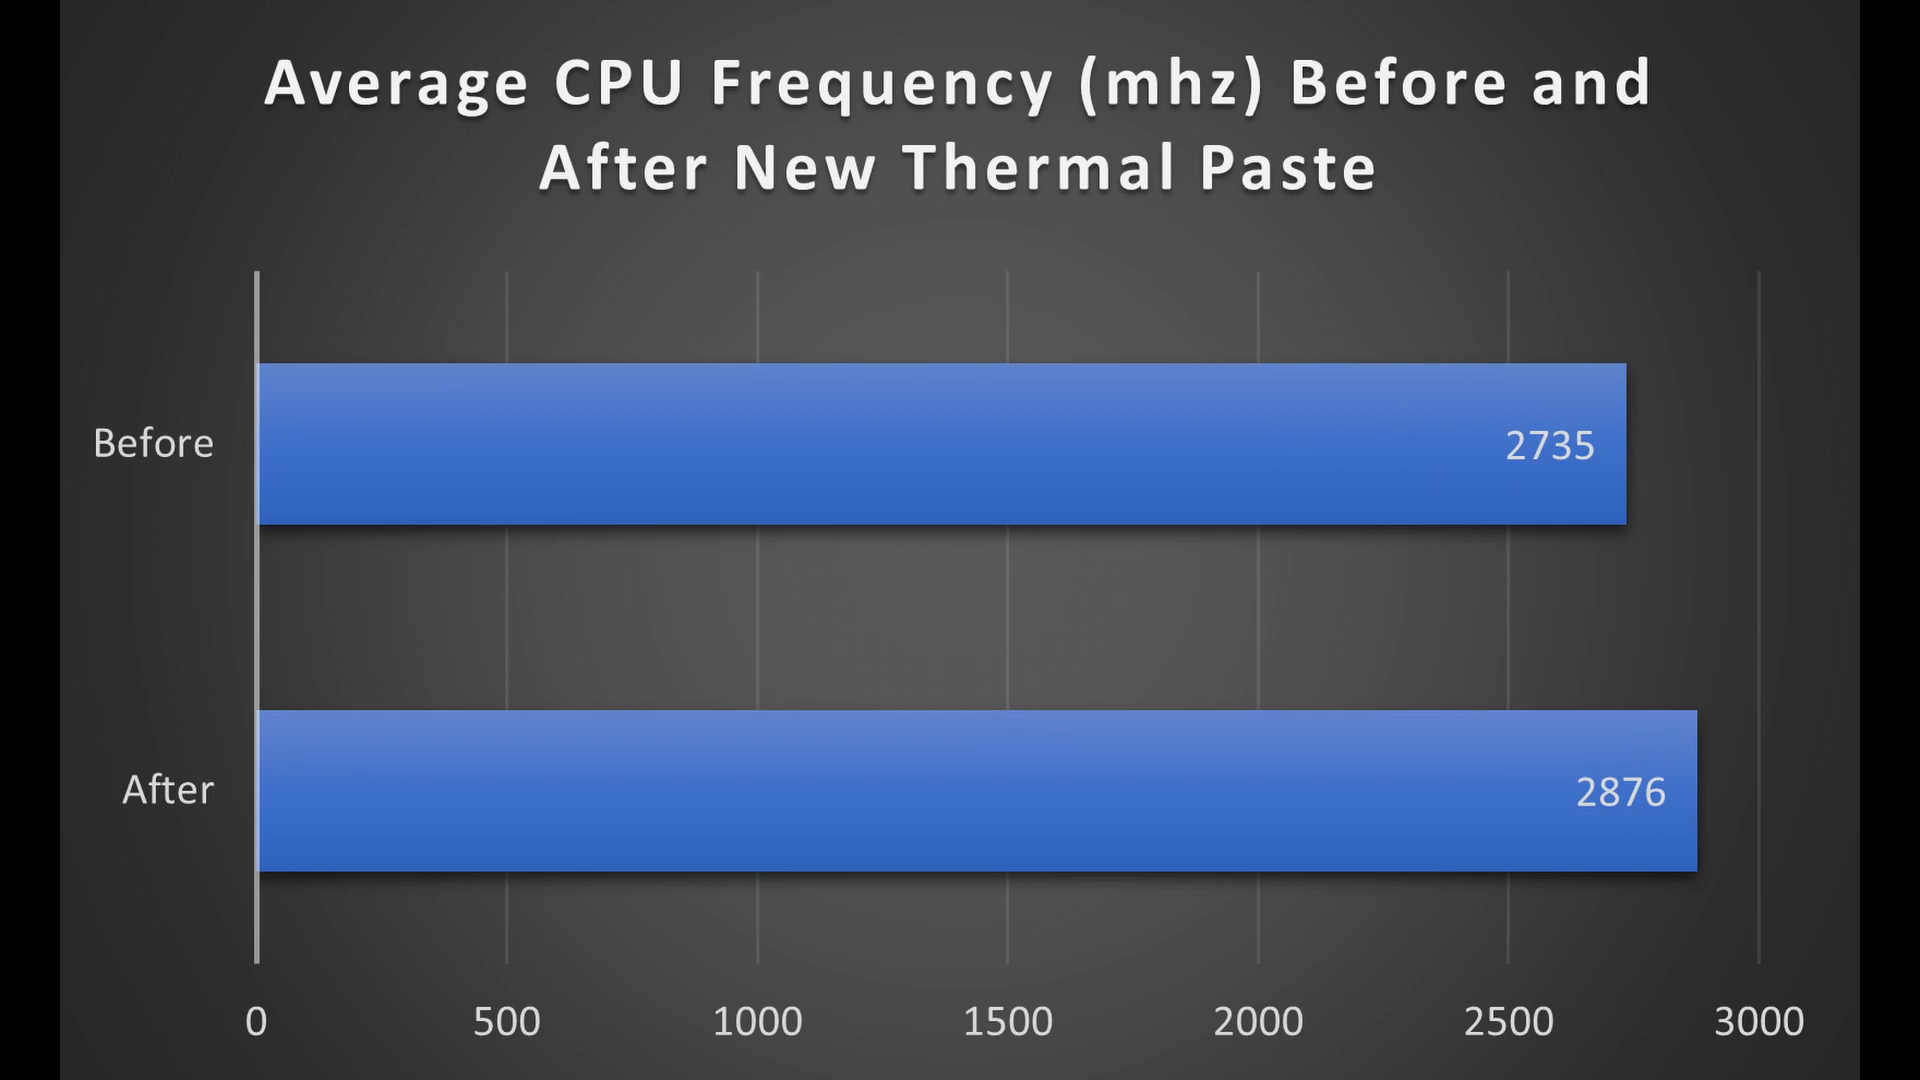 Average CPU Frequency (mhz) Before and
After New Thermal Paste
Before
2735
After
2876
0 500 1000 1500 2000 2500 3000